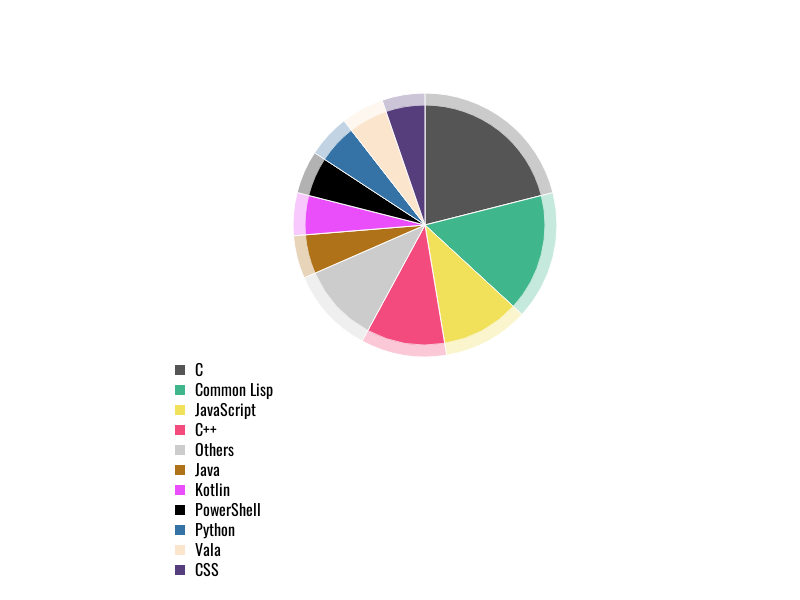 C
Common Lisp
JavaScript
C++
Others
Java
Kotlin
PowerShell
Python
Vala
CSS